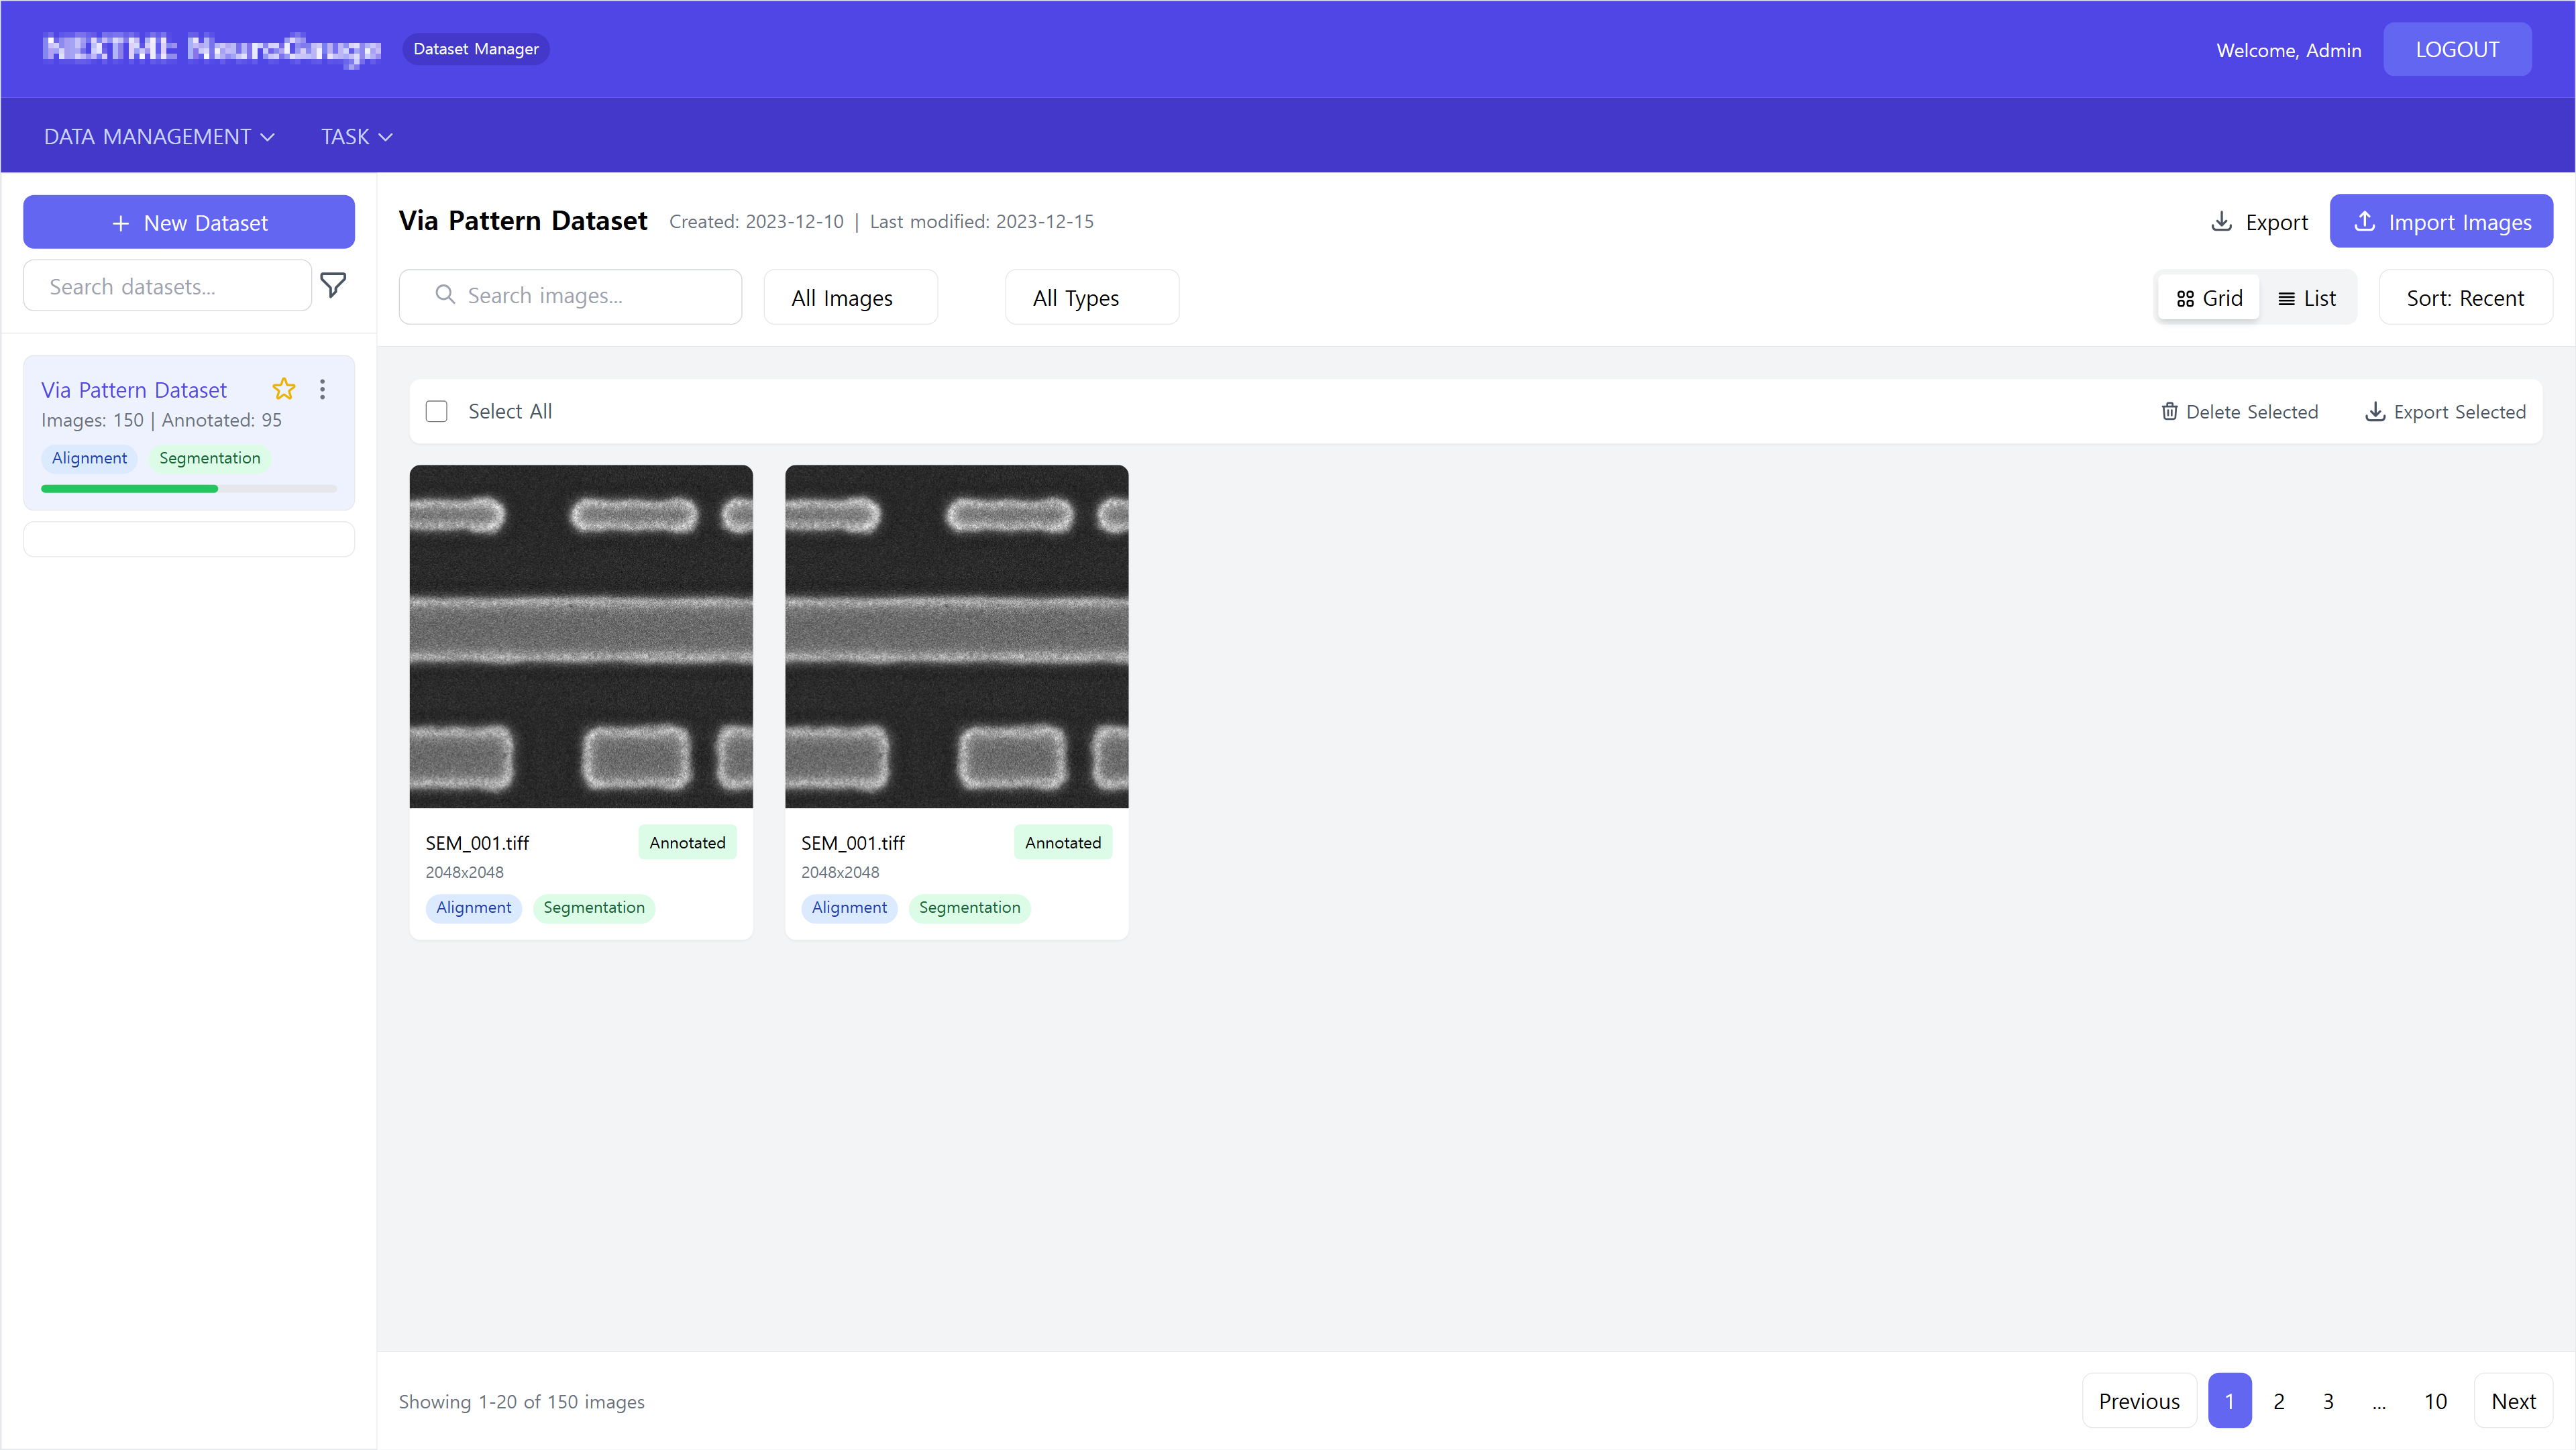 Dataset Manager
Welcome, Admin
LOGOUT
DATA MANAGEMENT
TASK
+ New Dataset
Search datasets...
Via Pattern Dataset
Images: 150 | Annotated: 95
Alignment
Segmentation
Via Pattern Dataset
Created: 2023-12-10 | Last modified: 2023-12-15
Export
Import Images
Search images...
All Images
All Types
Grid
List
Sort: Recent
Select All
Delete Selected
Export Selected
SEM_001.tiff
Annotated
2048x2048
Alignment
Segmentation
SEM_001.tiff
Annotated
2048x2048
Alignment
Segmentation
Showing 1-20 of 150 images
Previous
1
2
3
...
10
Next